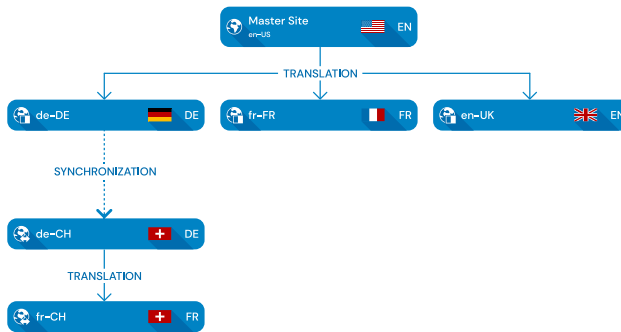 Master Site
en-US
EN
TRANSLATION
de-DE
DE
fr-FR
FR
en-UK
EN
SYNCHRONIZATION
de-CH
DE
TRANSLATION
fr-CH
FR